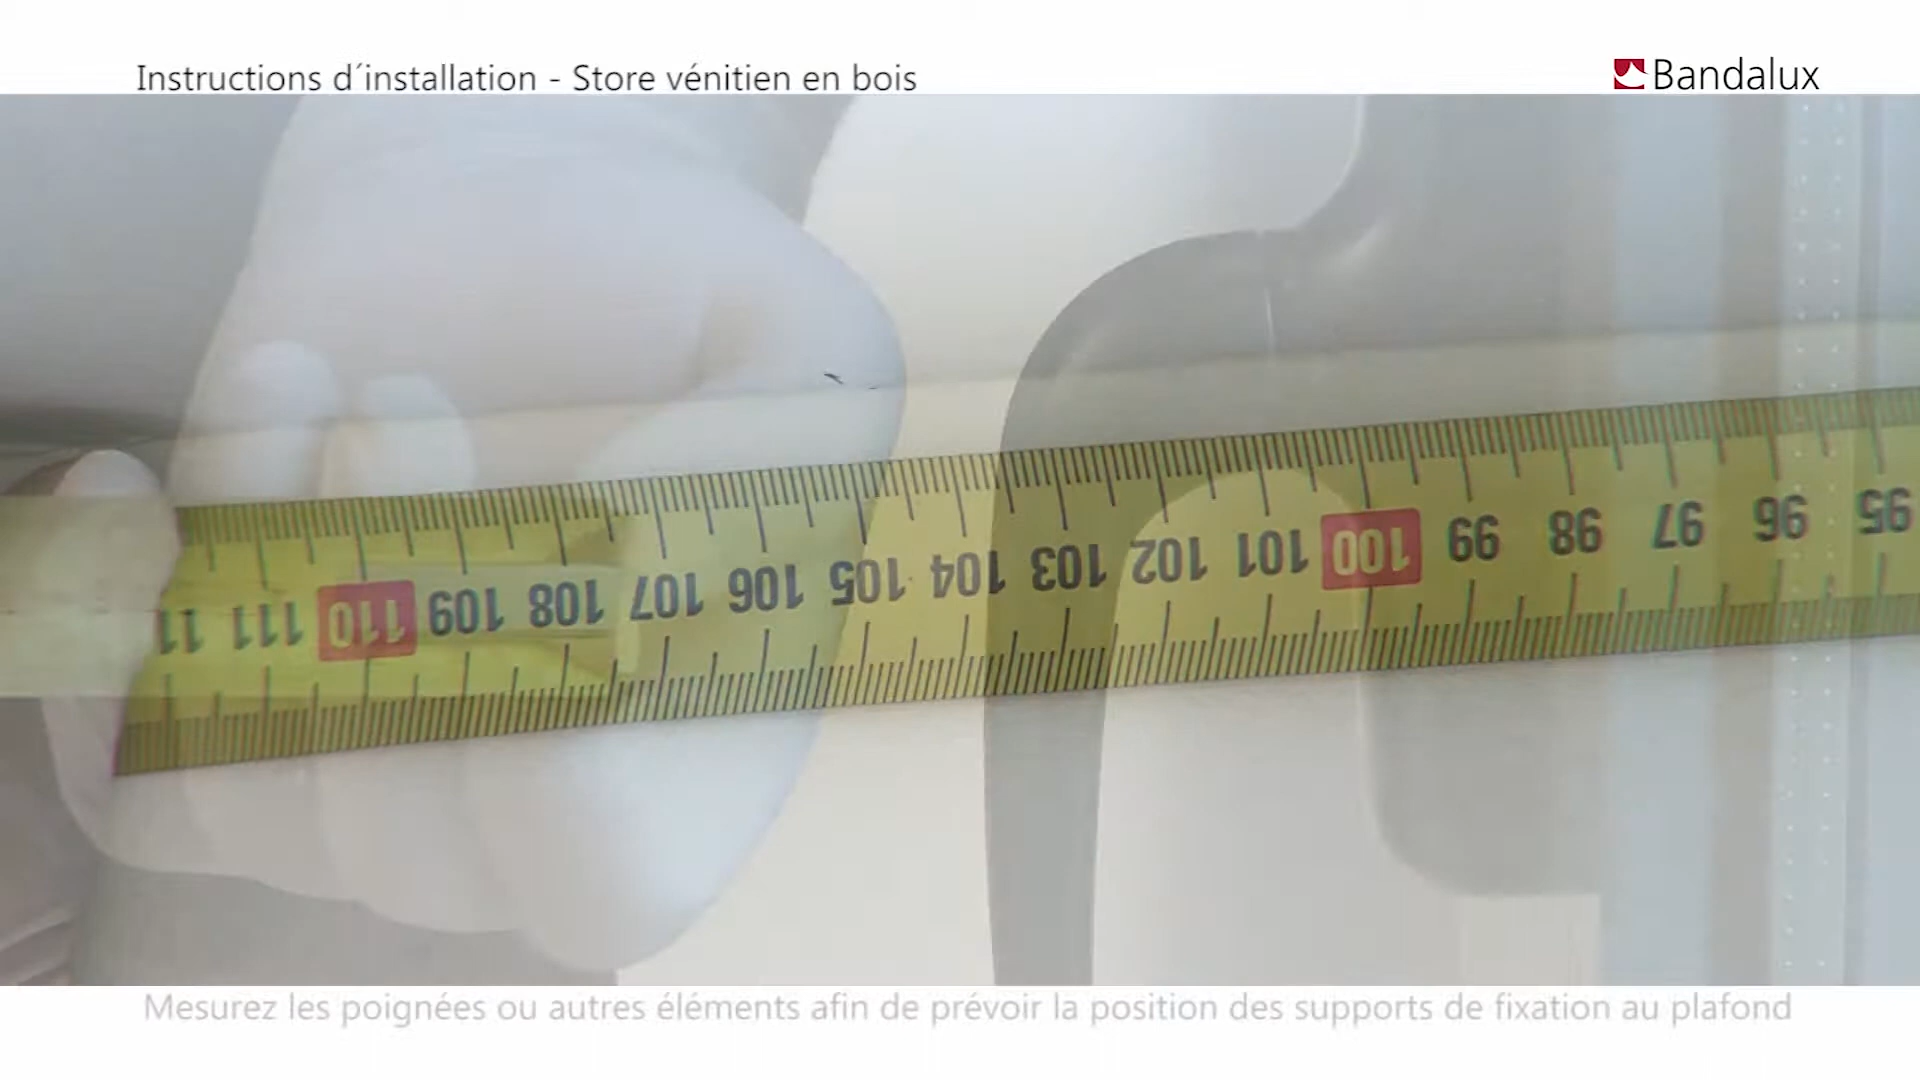 Instructions d´installation - Store vénitien en bois
Bandalux
11 111 110 109 108 107 106 105 104 103 102 101 100 99 98 97 96 95
Mesurez les poignées ou autres éléments afin de prévoir la position des supports de fixation au plafond